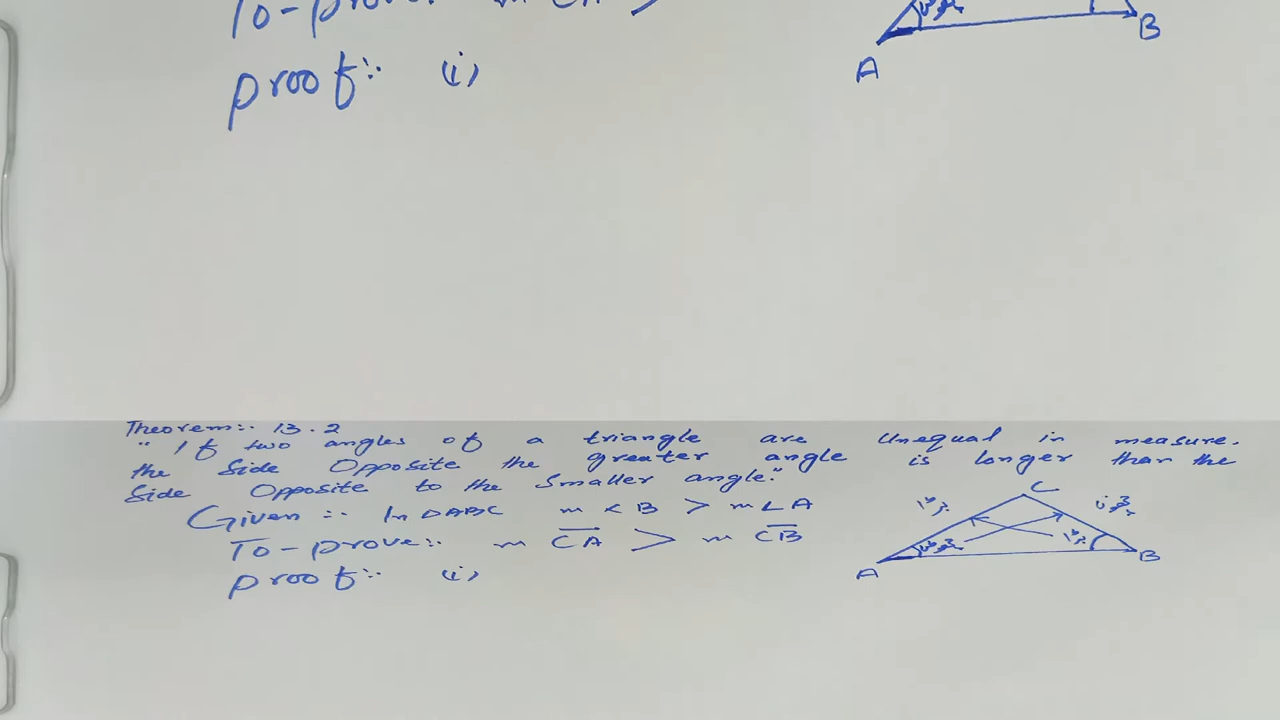 To-prove:
A
B
proof:- (i)
Theorem:- 13.2
" If two angles of a triangle are Unequal in measure.
the Side Opposite the greater angle is longer than the
Side Opposite to the Smaller angle."
Given :- In △ABC m < B > m ∠ A
To-prove:- m CA > m CB
proof:- (i)
C
A
B